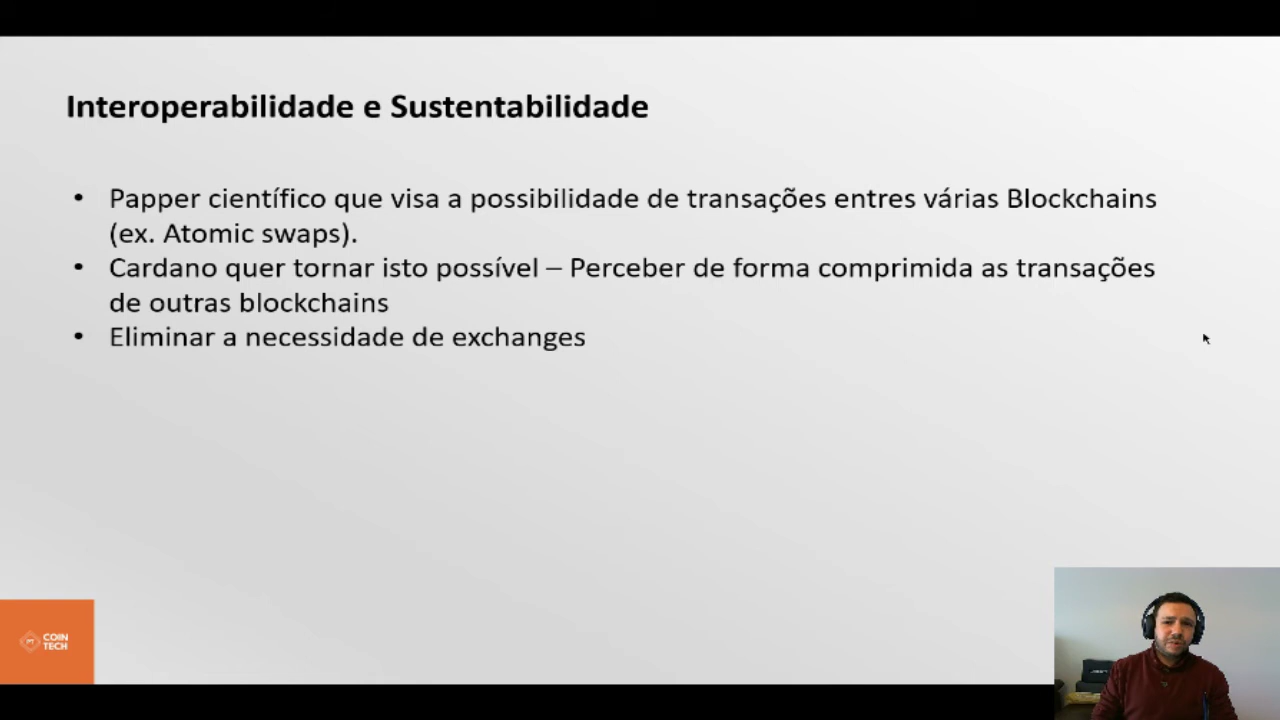 Interoperabilidade e Sustentabilidade
• Papper científico que visa a possibilidade de transações entres várias Blockchains
(ex. Atomic swaps).
• Cardano quer tornar isto possível – Perceber de forma comprimida as transações
de outras blockchains
• Eliminar a necessidade de exchanges
COIN
TECH